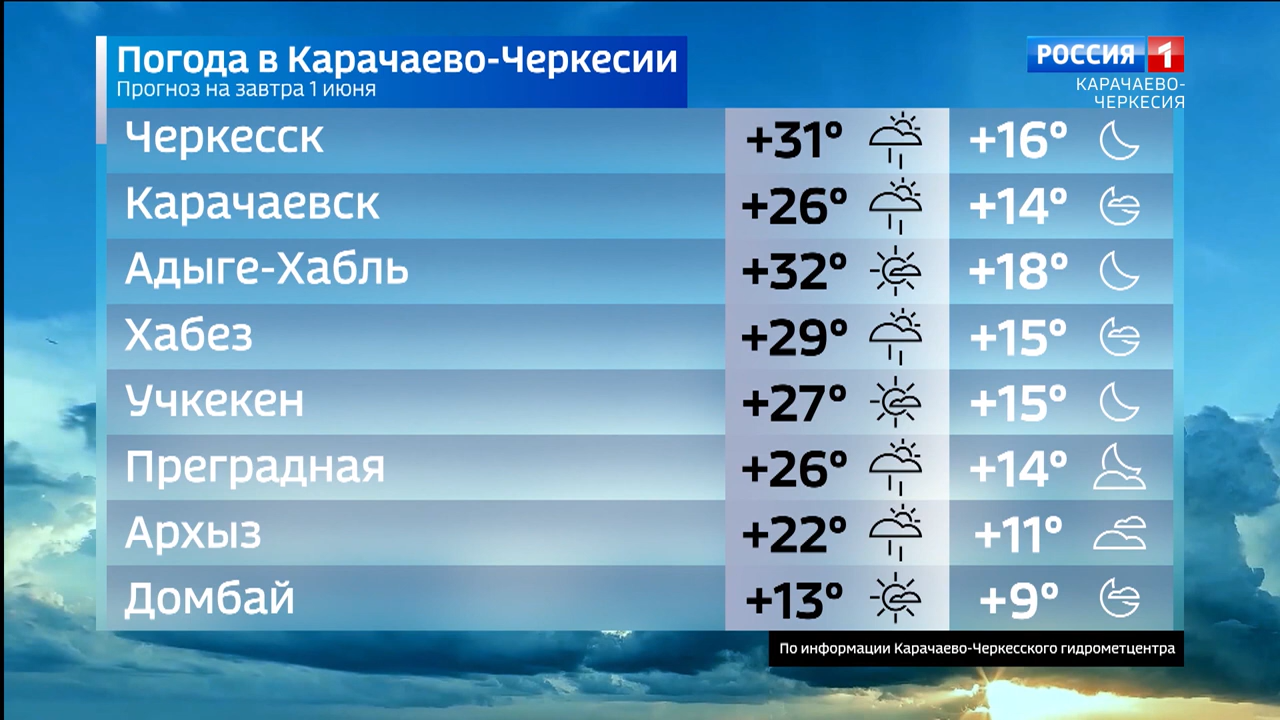 Погода в Карачаево-Черкесии
Прогноз на завтра 1 июня
РОССИЯ 1
КАРАЧАЕВО-
ЧЕРКЕСИЯ
Черкесск +31° +16°
Карачаевск +26° +14°
Адыге-Хабль +32° +18°
Хабез +29° +15°
Учкекен +27° +15°
Преградная +26° +14°
Архыз +22° +11°
Домбай +13° +9°
По информации Карачаево-Черкесского гидрометцентра